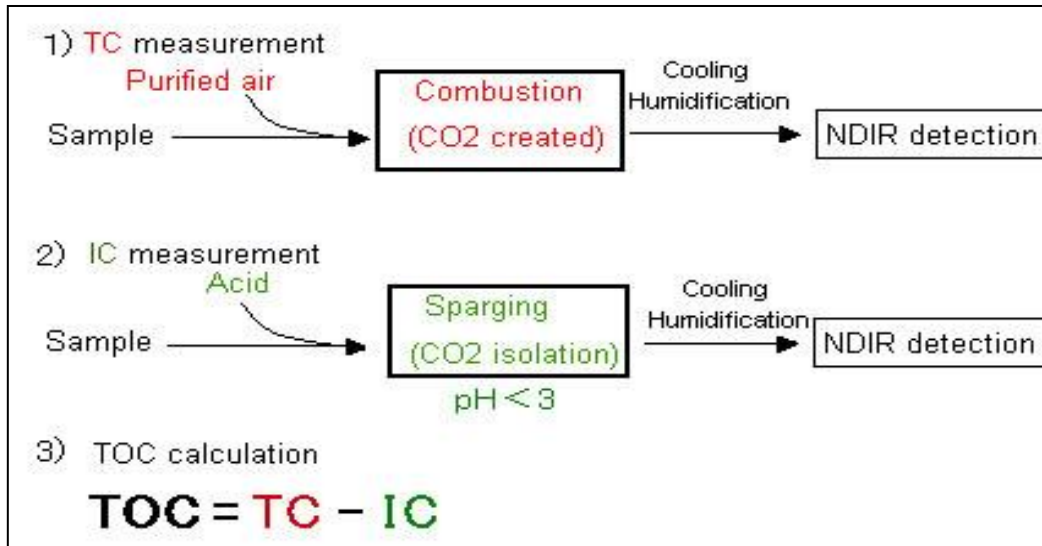 1) TC measurement
Purified air
Sample
Combustion
(CO2 created)
Cooling
Humidification
NDIR detection
2) IC measurement
Acid
Sample
Sparging
(CO2 isolation)
pH < 3
Cooling
Humidification
NDIR detection
3) TOC calculation
TOC = TC - IC